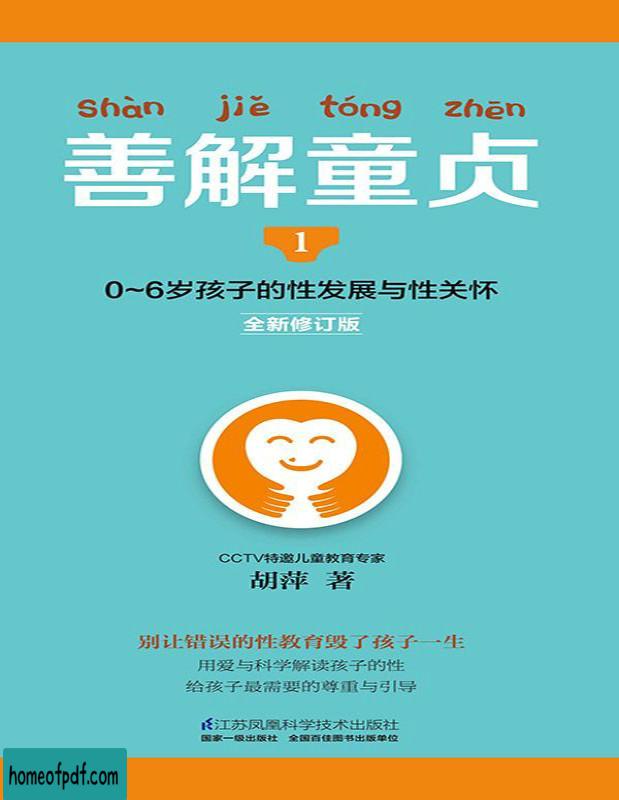 shàn jiě tóng zhēn
善解童贞
1
0~6岁孩子的性发展与性关怀
全新修订版
CCTV特邀儿童教育专家
胡萍 著
别让错误的性教育毁了孩子一生
用爱与科学解读孩子的性
给孩子最需要的尊重与引导
江苏凤凰科学技术出版社
国家一级出版社 全国百佳图书出版单位
homeofpdf.com